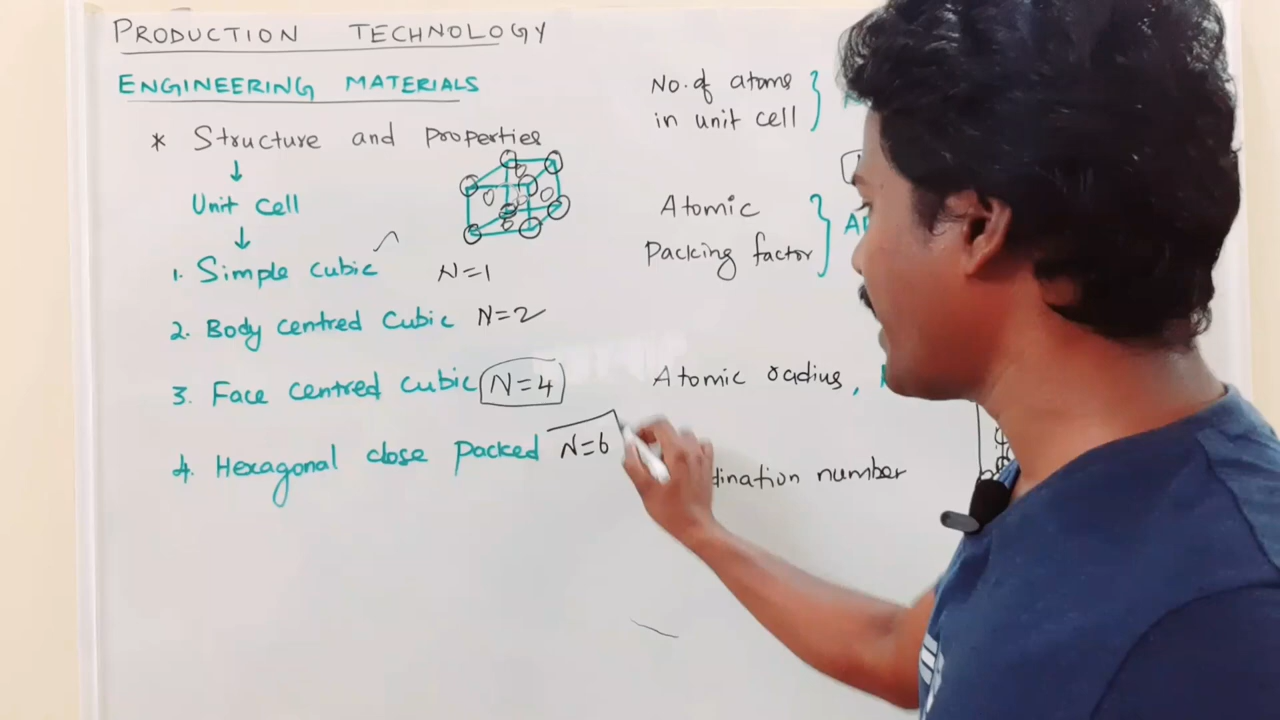 PRODUCTION TECHNOLOGY
ENGINEERING MATERIALS
* Structure and properties
↓
Unit Cell
↓
1. Simple cubic N=1
2. Body centred cubic N=2
3. Face centred cubic N=4
4. Hexagonal close packed N=6
No. of atoms
in unit cell
Atomic
Packing factor
Atomic radius,
number